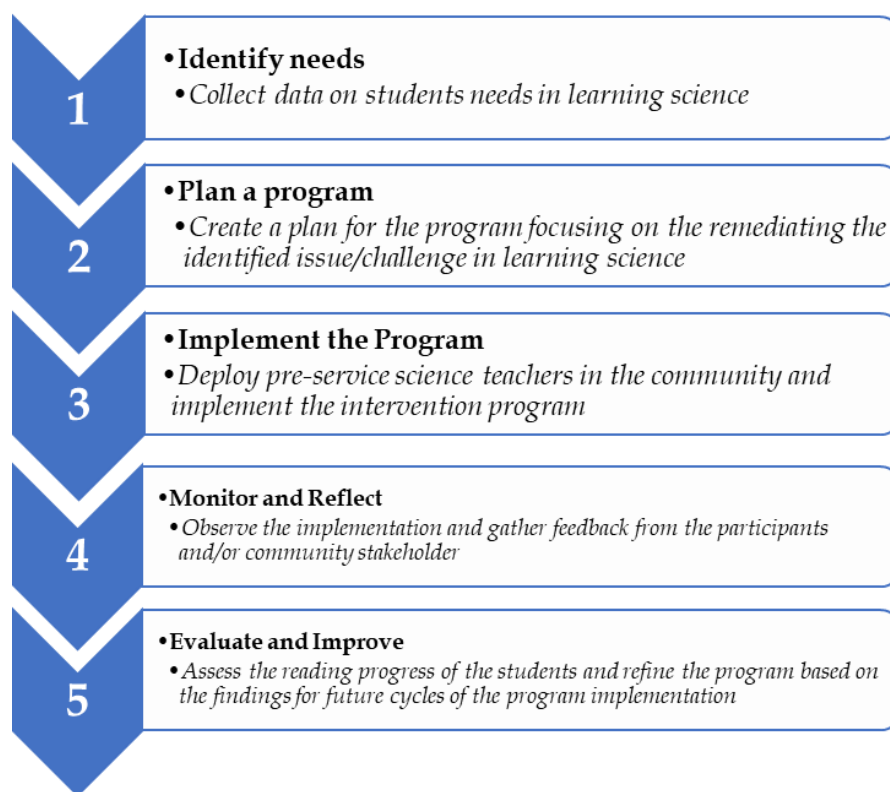 1
•Identify needs
•Collect data on students needs in learning science
2
•Plan a program
•Create a plan for the program focusing on the remediating the
identified issue/challenge in learning science
3
•Implement the Program
•Deploy pre-service science teachers in the community and
implement the intervention program
4
•Monitor and Reflect
•Observe the implementation and gather feedback from the participants
and/or community stakeholder
5
•Evaluate and Improve
•Assess the reading progress of the students and refine the program based on
the findings for future cycles of the program implementation